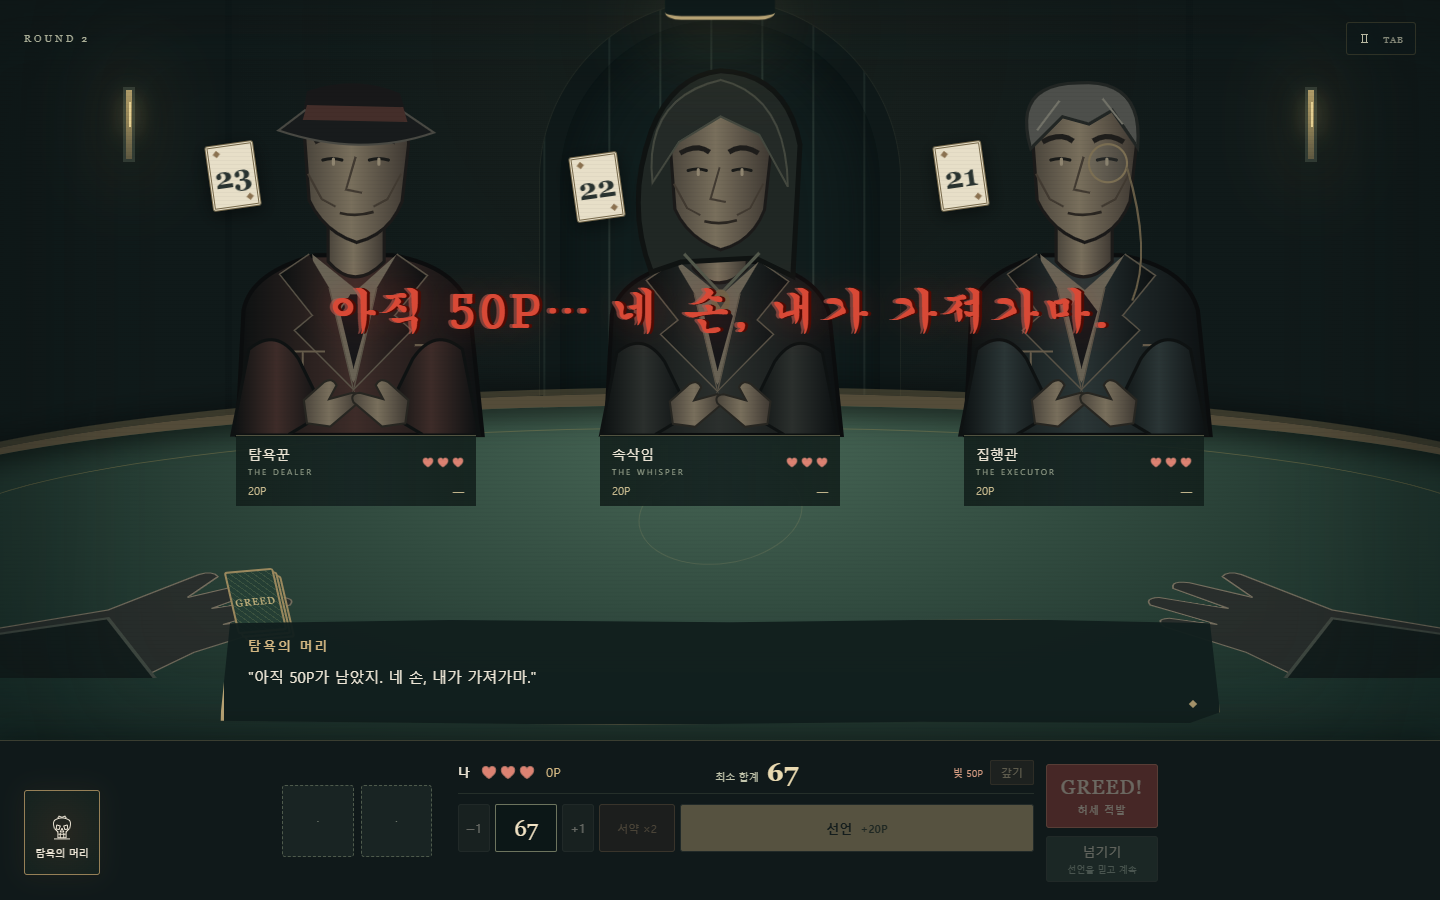 ROUND 2
II TAB
23
22
21
아직 50P… 네 손, 내가 가져가마.
탐욕꾼
THE DEALER
20P
—
속삭임
THE WHISPER
20P
—
집행관
THE EXECUTOR
20P
—
GREED
탐욕의 머리
"아직 50P가 남았지. 네 손, 내가 가져가마."
나 0P
최소 합계 67
빚 50P 갚기
−1 67 +1 서약 ×2 선언 +20P
GREED!
허세 적발
넘기기
선언을 믿고 계속
탐욕의 머리